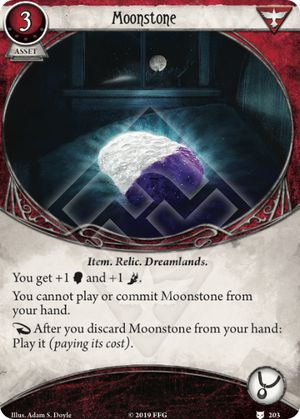 3
Moonstone
ASSET
Item. Relic. Dreamlands.
You get +1 and +1 .
You cannot play or commit Moonstone from
your hand.
After you discard Moonstone from your hand:
Play it (paying its cost).
Illus. Adam S. Doyle
© 2019 FFG
203